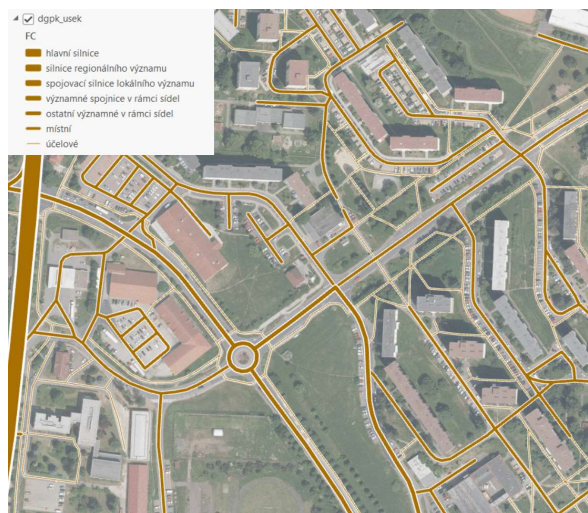 dgpk_usek
FC
hlavní silnice
silnice regionálního významu
spojovací silnice lokálního významu
významné spojnice v rámci sídel
ostatní významné v rámci sídel
místní
účelové